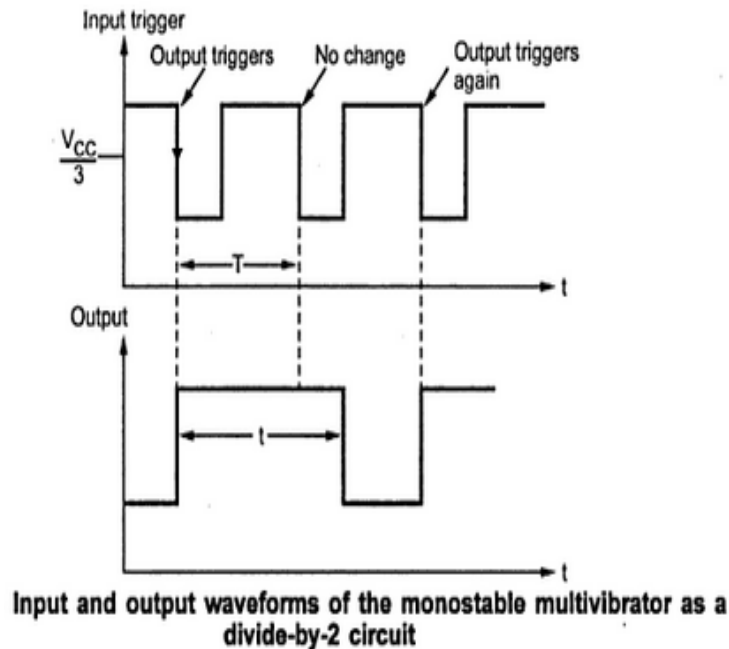 Input trigger
Output triggers
No change
Output triggers
again
VCC
3
T
t
Output
t
t
Input and output waveforms of the monostable multivibrator as a
divide-by-2 circuit